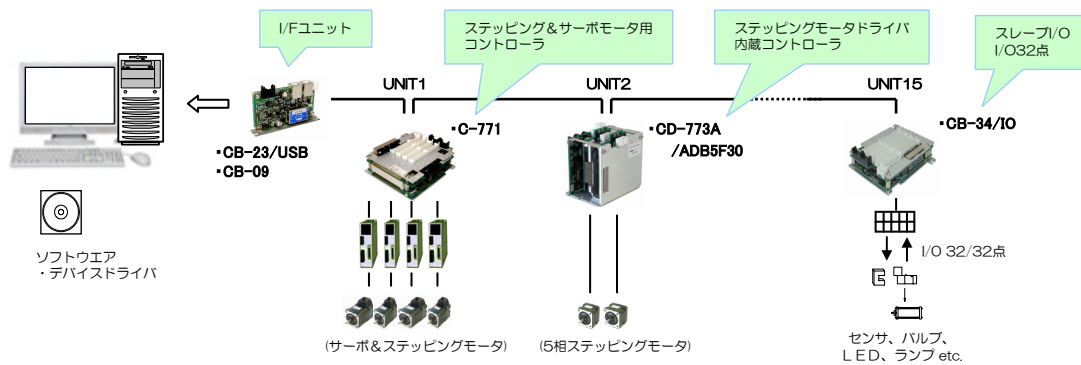 I/Fユニット
ステッピング&サーボモータ用
コントローラ
ステッピングモータドライバ
内蔵コントローラ
スレーブI/O
I/O32点
UNIT1
UNIT2
UNIT15
・CB-23/USB
・CB-09
・C-771
・CD-773A
/ADB5F30
・CB-34/IO
ソフトウエア
・デバイスドライバ
I/O 32/32点
(サーボ&ステッピングモータ)
(5相ステッピングモータ)
センサ、バルブ、
LED、ランプ etc.